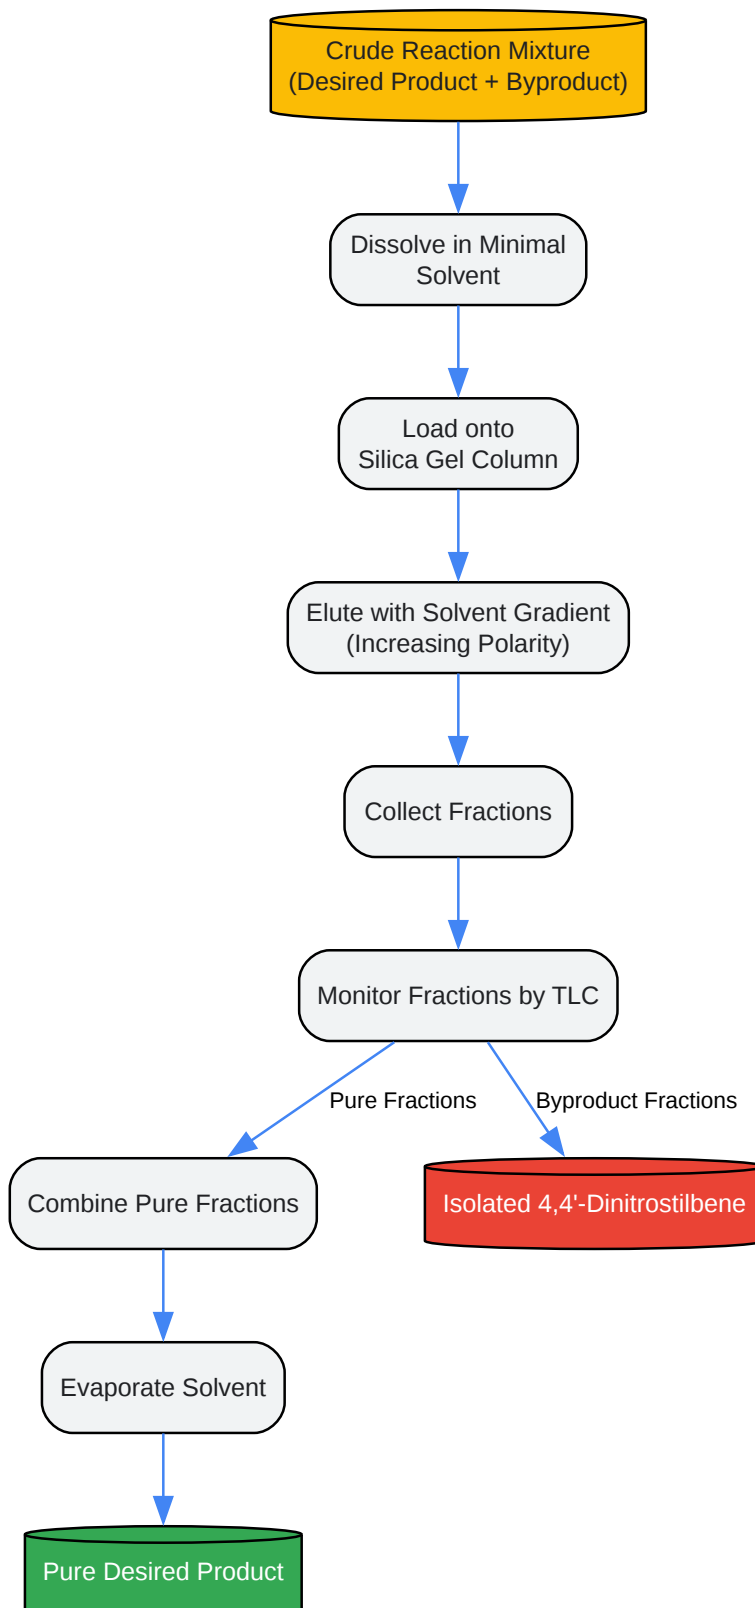 Crude Reaction Mixture
(Desired Product + Byproduct)
Dissolve in Minimal
Solvent
Load onto
Silica Gel Column
Elute with Solvent Gradient
(Increasing Polarity)
Collect Fractions
Monitor Fractions by TLC
Pure Fractions
Byproduct Fractions
Combine Pure Fractions
Isolated 4,4'-Dinitrostilbene
Evaporate Solvent
Pure Desired Product